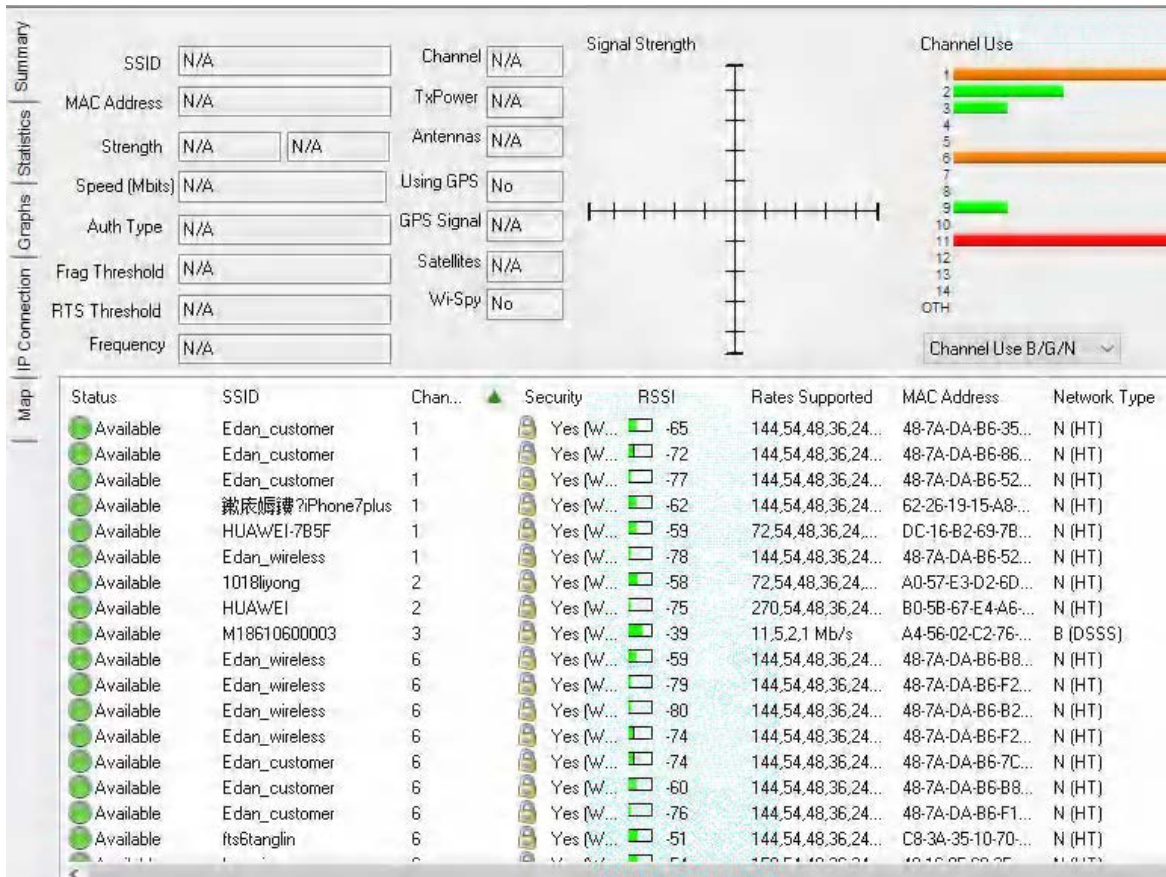 Summary
Statistics
Graphs
IP Connection
Map
SSID N/A
MAC Address N/A
Strength N/A N/A
Speed (Mbits) N/A
Auth Type N/A
Frag Threshold N/A
RTS Threshold N/A
Frequency N/A
Channel N/A
TxPower N/A
Antennas N/A
Using GPS No
GPS Signal N/A
Satellites N/A
Wi-Spy No
Signal Strength
Channel Use
1
2
3
4
5
6
7
8
9
10
11
12
13
14
OTH
Channel Use B/G/N
Status SSID Chan... Security RSSI Rates Supported MAC Address Network Type
Available Edan_customer 1 Yes (W... -65 144,54,48,36,24... 48-7A-DA-B6-35... N (HT)
Available Edan_customer 1 Yes (W... -72 144,54,48,36,24... 48-7A-DA-B6-86... N (HT)
Available Edan_customer 1 Yes (W... -77 144,54,48,36,24... 48-7A-DA-B6-52... N (HT)
Available ?iPhone7plus 1 Yes (W... -62 144,54,48,36,24... 62-26-19-15-A8-... N (HT)
Available HUAWEI-7B5F 1 Yes (W... -59 72,54,48,36,24,... DC-16-B2-69-7B... N (HT)
Available Edan_wireless 1 Yes (W... -78 144,54,48,36,24... 48-7A-DA-B6-52... N (HT)
Available 1018liyong 2 Yes (W... -58 72,54,48,36,24,... A0-57-E3-D2-6D... N (HT)
Available HUAWEI 2 Yes (W... -75 270,54,48,36,24... B0-5B-67-E4-A6-... N (HT)
Available M18610600003 3 Yes (W... -39 11,5,2,1 Mb/s A4-56-02-C2-76-... B (DSSS)
Available Edan_wireless 6 Yes (W... -59 144,54,48,36,24... 48-7A-DA-B6-B8... N (HT)
Available Edan_wireless 6 Yes (W... -79 144,54,48,36,24... 48-7A-DA-B6-F2... N (HT)
Available Edan_wireless 6 Yes (W... -80 144,54,48,36,24... 48-7A-DA-B6-B2... N (HT)
Available Edan_wireless 6 Yes (W... -74 144,54,48,36,24... 48-7A-DA-B6-F2... N (HT)
Available Edan_customer 6 Yes (W... -74 144,54,48,36,24... 48-7A-DA-B6-7C... N (HT)
Available Edan_customer 6 Yes (W... -60 144,54,48,36,24... 48-7A-DA-B6-B8... N (HT)
Available Edan_customer 6 Yes (W... -76 144,54,48,36,24... 48-7A-DA-B6-F1... N (HT)
Available fts6tanglin 6 Yes (W... -51 144,54,48,36,24... C8-3A-35-10-70-... N (HT)